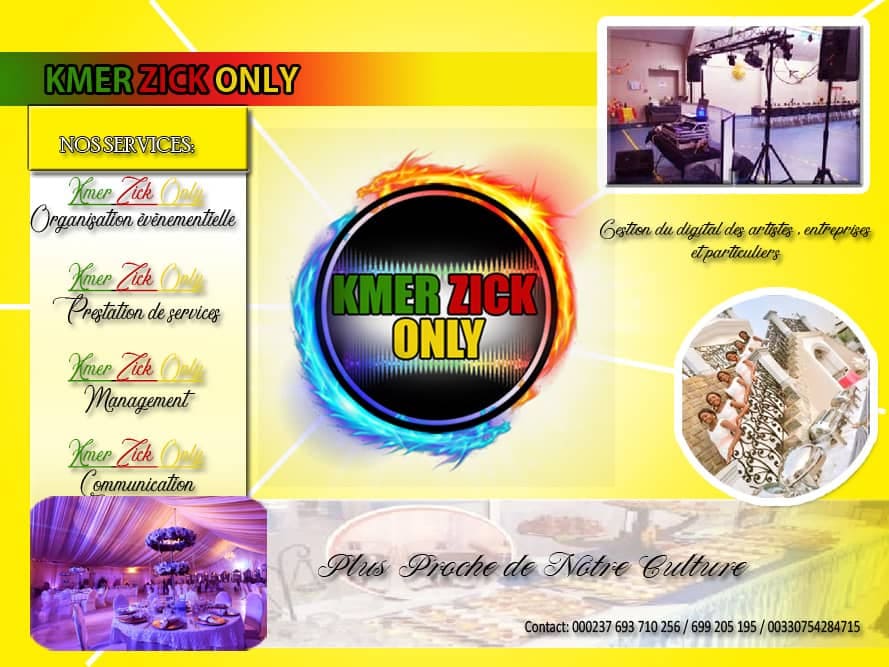 KMER ZICK ONLY
NOS SERVICES:
Kmer Zick Only
Organisation èvènementielle
Kmer Zick Only
Prestation de services
Kmer Zick Only
Management
Kmer Zick Only
Communication
KMER ZICK
ONLY
Gestion du digital des artistes , entreprises
et particuliers
Plus Proche de Notre Culture
Contact: 000237 693 710 256 / 699 205 195 / 00330754284715